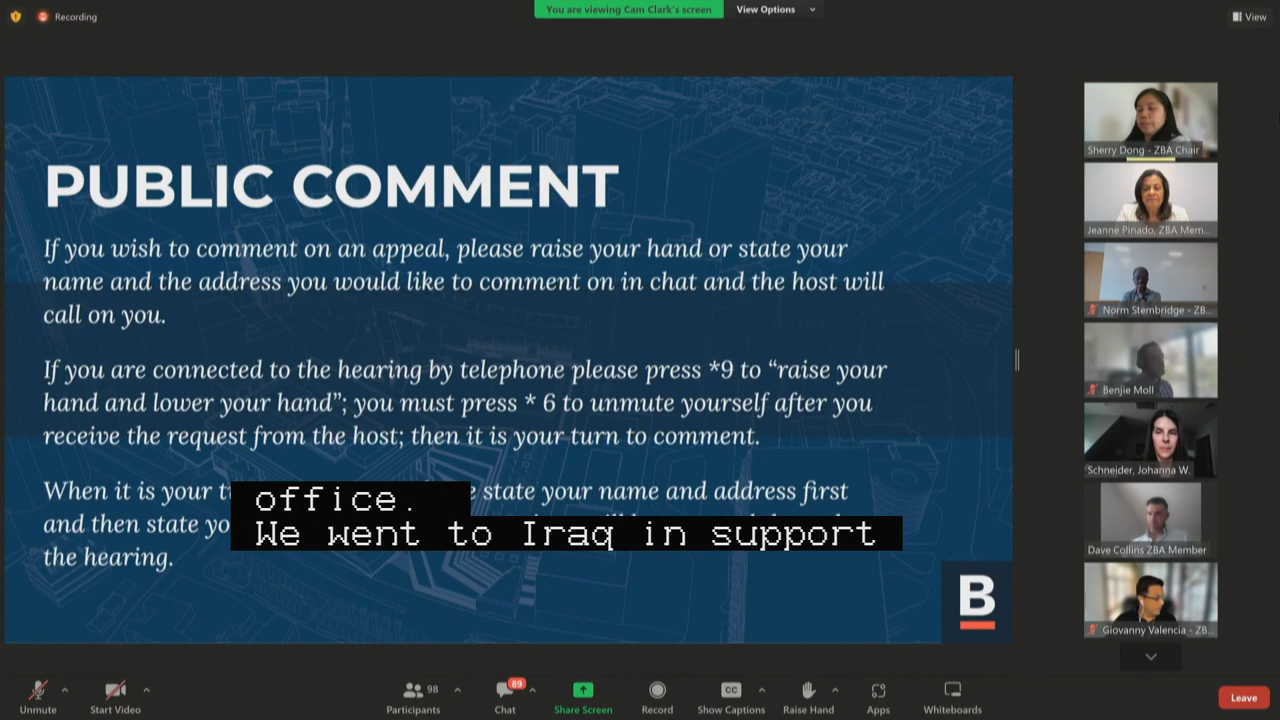 Recording
You are viewing Cam Clark's screen
View Options
View
PUBLIC COMMENT
If you wish to comment on an appeal, please raise your hand or state your
name and the address you would like to comment on in chat and the host will
call on you.
If you are connected to the hearing by telephone please press *9 to “raise your
hand and lower your hand”; you must press * 6 to unmute yourself after you
receive the request from the host; then it is your turn to comment.
When it is your state your name and address first
and then state
the hearing.
office.
We went to Iraq in support
B
Sherry Dong - ZBA Chair
Jeanne Pinado, ZBA Mem...
Norm Stembridge - ZB...
Benjie Moll
Schneider, Johanna W.
Dave Collins ZBA Member
Giovanny Valencia - ZB...
Unmute
Start Video
98
Participants
89
Chat
Share Screen
Record
CC
Show Captions
Raise Hand
Apps
Whiteboards
Leave